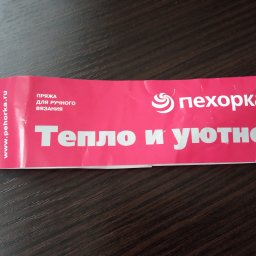 www.pehorka.ru
ПРЯЖА
ДЛЯ РУЧНОГО
ВЯЗАНИЯ
пехорка
Тепло и уютно